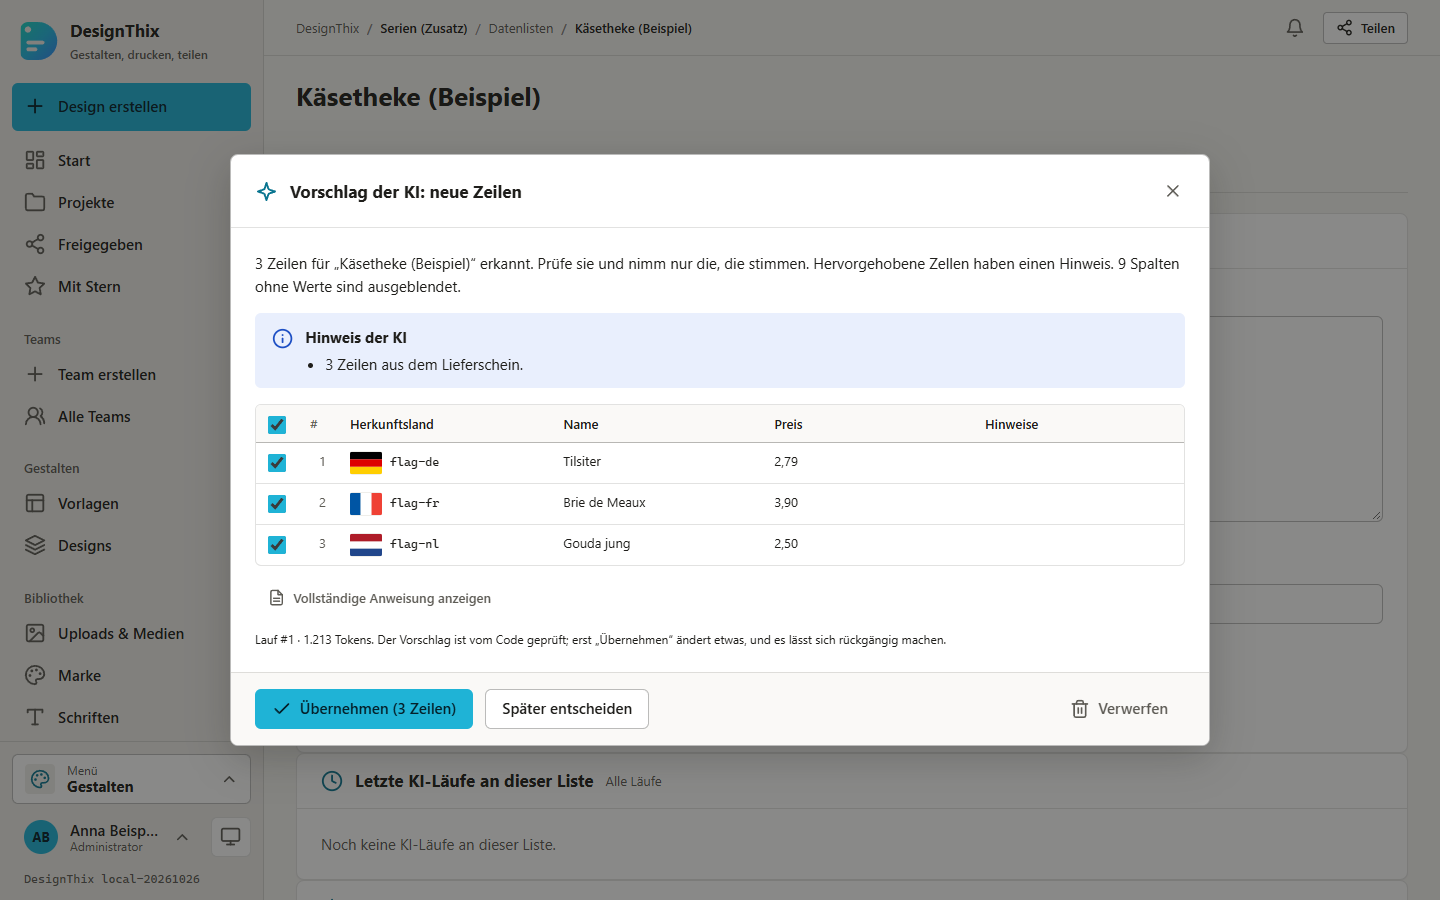 DesignThix
Gestalten, drucken, teilen
Design erstellen
Start
Projekte
Freigegeben
Mit Stern
Teams
Team erstellen
Alle Teams
Gestalten
Vorlagen
Designs
Bibliothek
Uploads & Medien
Marke
Schriften
Menü
Gestalten
AB
Anna Beisp...
Administrator
DesignThix local-20261026
DesignThix / Serien (Zusatz) / Datenlisten / Käsetheke (Beispiel)
Teilen
Käsetheke (Beispiel)
Vorschlag der KI: neue Zeilen
3 Zeilen für „Käsetheke (Beispiel)“ erkannt. Prüfe sie und nimm nur die, die stimmen. Hervorgehobene Zellen haben einen Hinweis. 9 Spalten
ohne Werte sind ausgeblendet.
Hinweis der KI
• 3 Zeilen aus dem Lieferschein.
# Herkunftsland Name Preis Hinweise
1 flag-de Tilsiter 2,79
2 flag-fr Brie de Meaux 3,90
3 flag-nl Gouda jung 2,50
Vollständige Anweisung anzeigen
Lauf #1 · 1.213 Tokens. Der Vorschlag ist vom Code geprüft; erst „Übernehmen“ ändert etwas, und es lässt sich rückgängig machen.
Übernehmen (3 Zeilen)
Später entscheiden
Verwerfen
Letzte KI-Läufe an dieser Liste Alle Läufe
Noch keine KI-Läufe an dieser Liste.